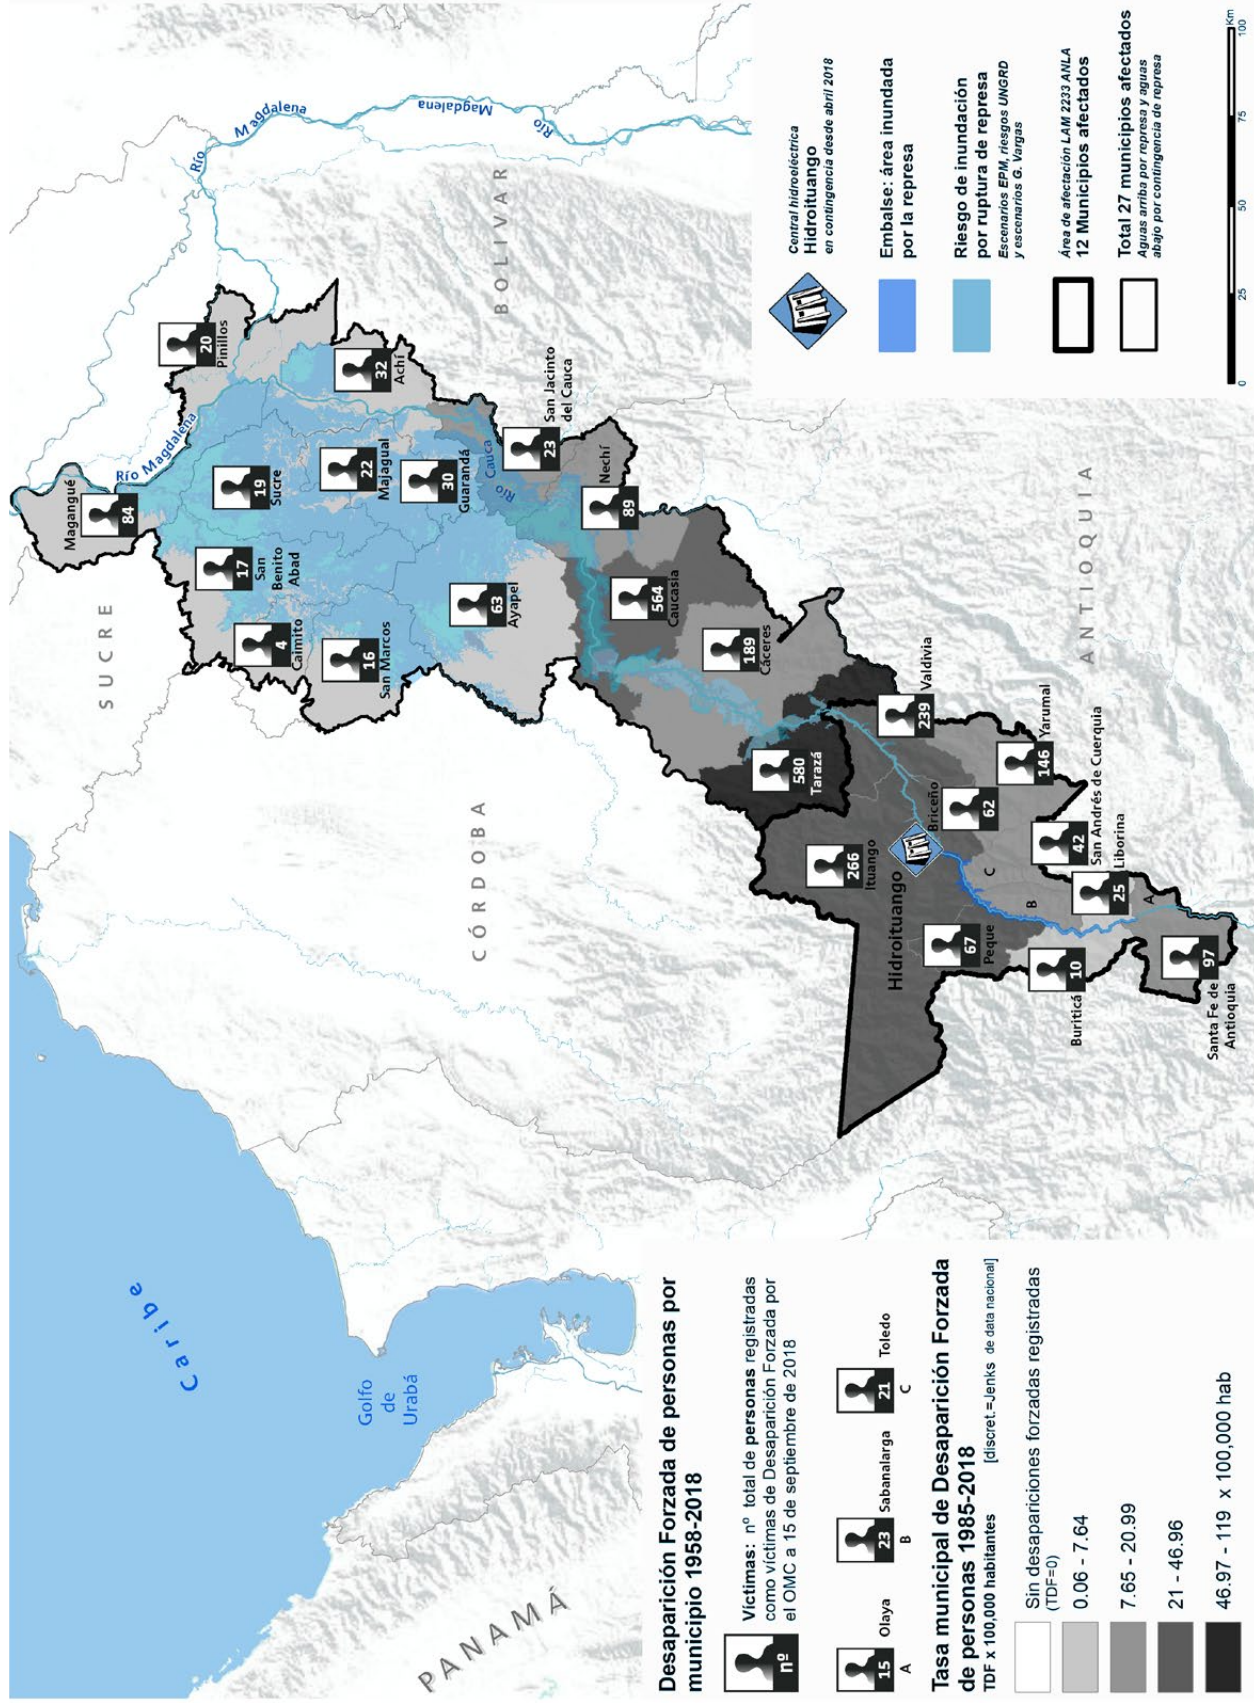 Caribe
Golfo
de
Urabá
PANAMÁ
SUCRE
CÓRDOBA
BOLIVAR
ANTIOQUIA
Río Magdalena
Río
Magdalena
Magdalena
Río
Río
Cauca
Magangué
84
20
Pinillos
17
San
Benito
Abad
19
Sucre
4
Caimito
16
San Marcos
22
Majagual
32
Achí
30
Guarandá
63
Ayapel
23
San Jacinto
del Cauca
Nechí
89
564
Caucasia
189
Cáceres
580
Tarazá
239
Valdivia
266
Ituango
Briceño
62
146
Yarumal
Hidroituango
67
Peque
42
San Andrés de Cuerquia
25
Liborina
10
Buriticá
97
Santa Fe de
Antioquia
A
B
C
Desaparición Forzada de personas por
municipio 1958-2018
nº
Víctimas: nº total de personas registradas
como víctimas de Desaparición Forzada por
el OMC a 15 de septiembre de 2018
15 Olaya
A
23 Sabanalarga
B
21 Toledo
C
Tasa municipal de Desaparición Forzada
de personas 1985-2018
TDF x 100,000 habitantes [discret.=Jenks de data nacional]
Sin desapariciones forzadas registradas
(TDF=0)
0.06 - 7.64
7.65 - 20.99
21 - 46.96
46.97 - 119 x 100,000 hab
Central hidroeléctrica
Hidroituango
en contingencia desde abril 2018
Embalse: área inundada
por la represa
Riesgo de inundación
por ruptura de represa
Escenarios EPM, riesgos UNGRD
y escenarios G. Vargas
Área de afectación LAM 2233 ANLA
12 Municipios afectados
Total 27 municipios afectados
Aguas arriba por represa y aguas
abajo por contingencia de represa
0 25 50 75 100
Km